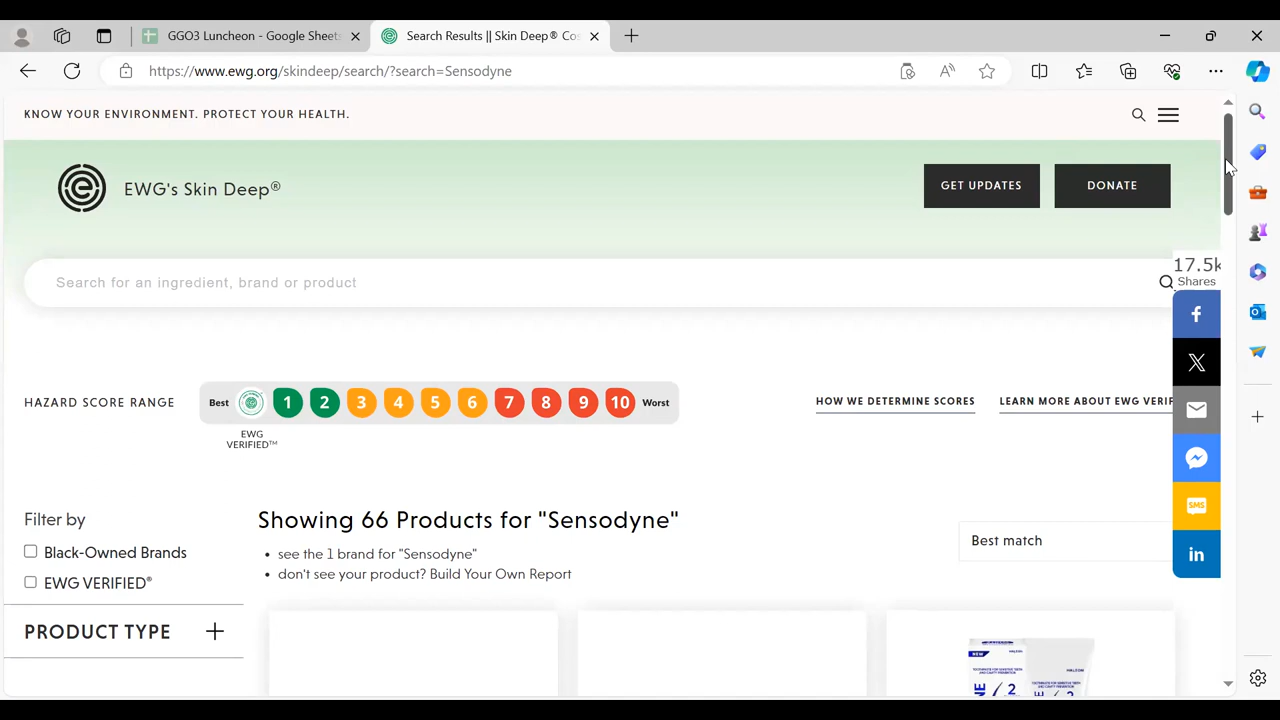 GGO3 Luncheon - Google Sheets
Search Results || Skin Deep® Co
https://www.ewg.org/skindeep/search/?search=Sensodyne
KNOW YOUR ENVIRONMENT. PROTECT YOUR HEALTH.
EWG's Skin Deep®
GET UPDATES
DONATE
Search for an ingredient, brand or product
17.5k
Shares
HAZARD SCORE RANGE
Best 1 2 3 4 5 6 7 8 9 10 Worst
EWG
VERIFIED™
HOW WE DETERMINE SCORES
LEARN MORE ABOUT EWG VERIF
SMS
Filter by
Black-Owned Brands
EWG VERIFIED®
PRODUCT TYPE
Showing 66 Products for "Sensodyne"
see the 1 brand for "Sensodyne"
don't see your product? Build Your Own Report
Best match
NEW
HALEON